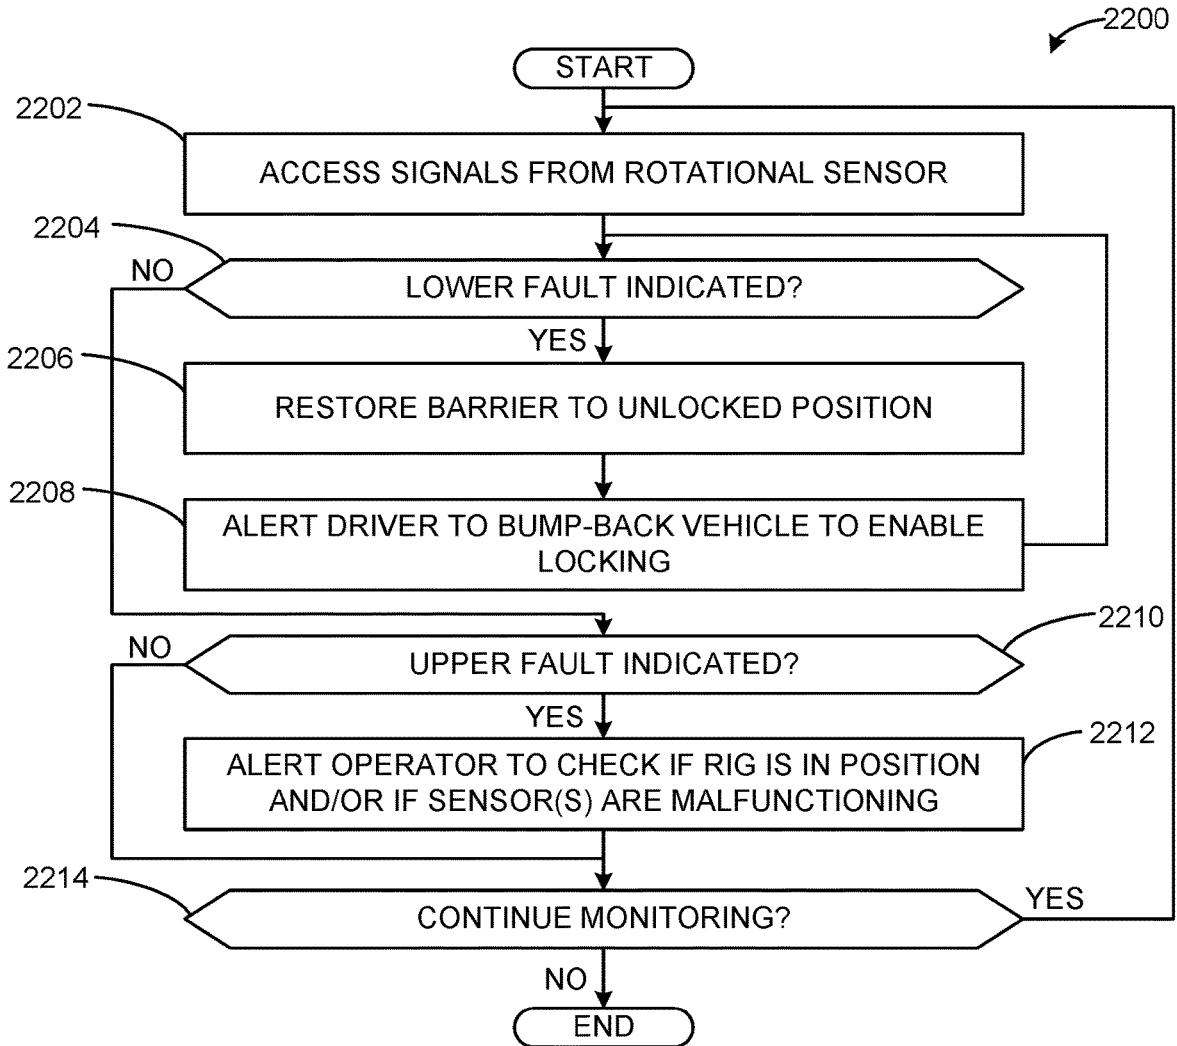 2200
START
2202
ACCESS SIGNALS FROM ROTATIONAL SENSOR
2204
NO
LOWER FAULT INDICATED?
YES
2206
RESTORE BARRIER TO UNLOCKED POSITION
2208
ALERT DRIVER TO BUMP-BACK VEHICLE TO ENABLE
LOCKING
2210
NO
UPPER FAULT INDICATED?
YES
2212
ALERT OPERATOR TO CHECK IF RIG IS IN POSITION
AND/OR IF SENSOR(S) ARE MALFUNCTIONING
2214
CONTINUE MONITORING?
YES
NO
END